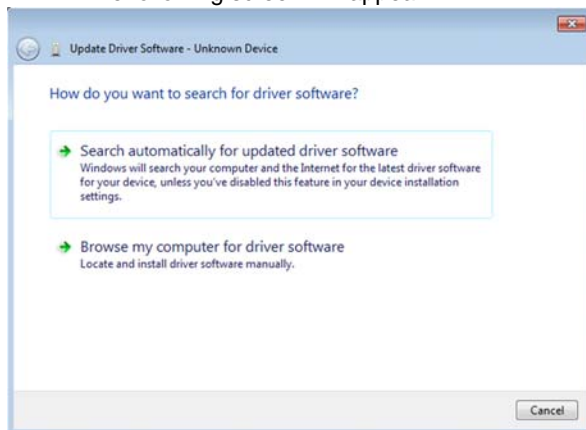 Update Driver Software - Unknown Device
How do you want to search for driver software?
Search automatically for updated driver software
Windows will search your computer and the Internet for the latest driver software
for your device, unless you've disabled this feature in your device installation
settings.
Browse my computer for driver software
Locate and install driver software manually.
Cancel